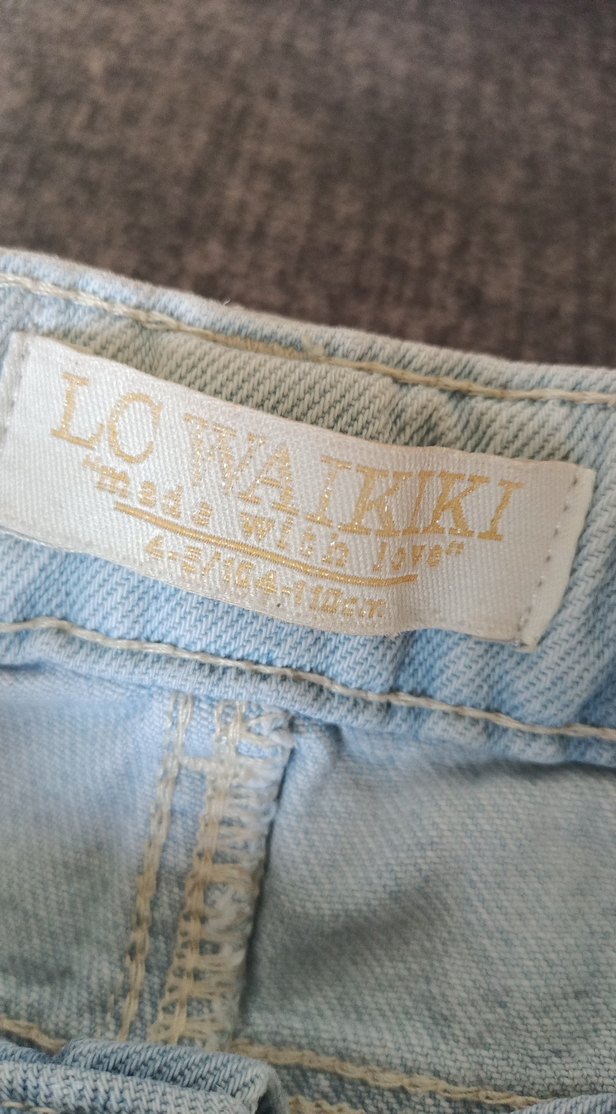 LC WAIKIKI
"made with love"
4-5/104-110cm